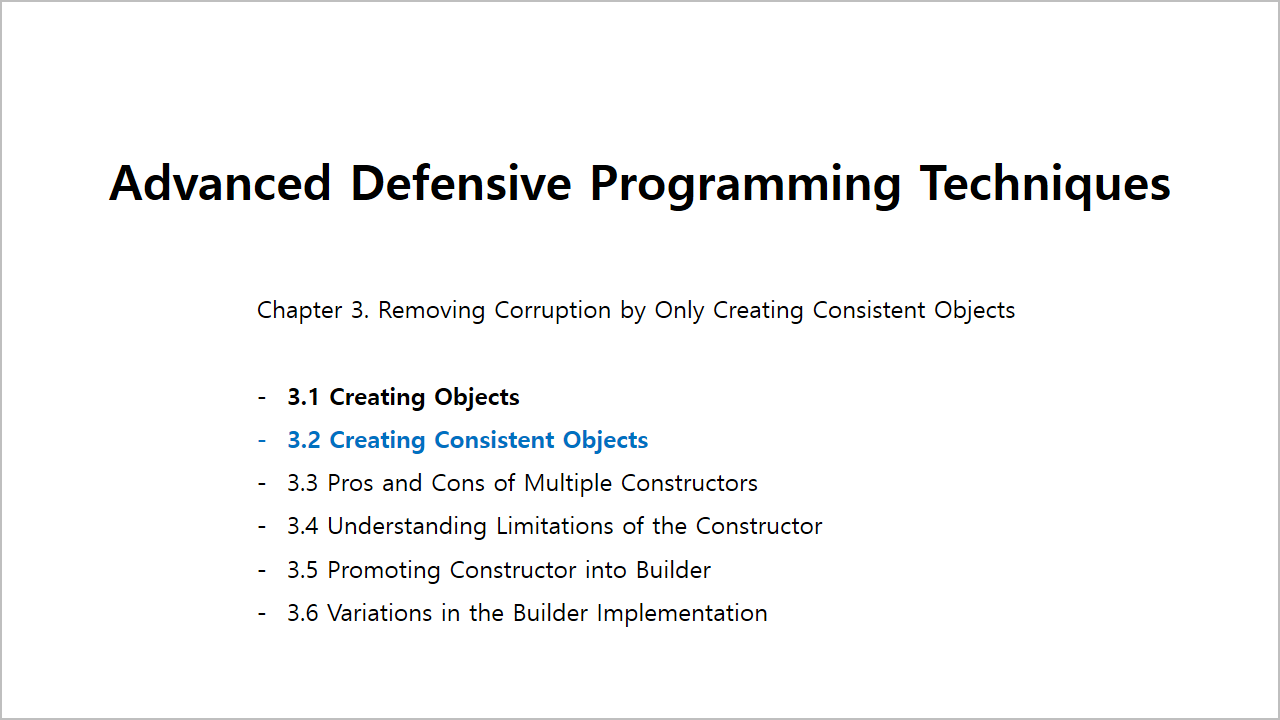 Advanced Defensive Programming Techniques
Chapter 3. Removing Corruption by Only Creating Consistent Objects
- 3.1 Creating Objects
- 3.2 Creating Consistent Objects
- 3.3 Pros and Cons of Multiple Constructors
- 3.4 Understanding Limitations of the Constructor
- 3.5 Promoting Constructor into Builder
- 3.6 Variations in the Builder Implementation